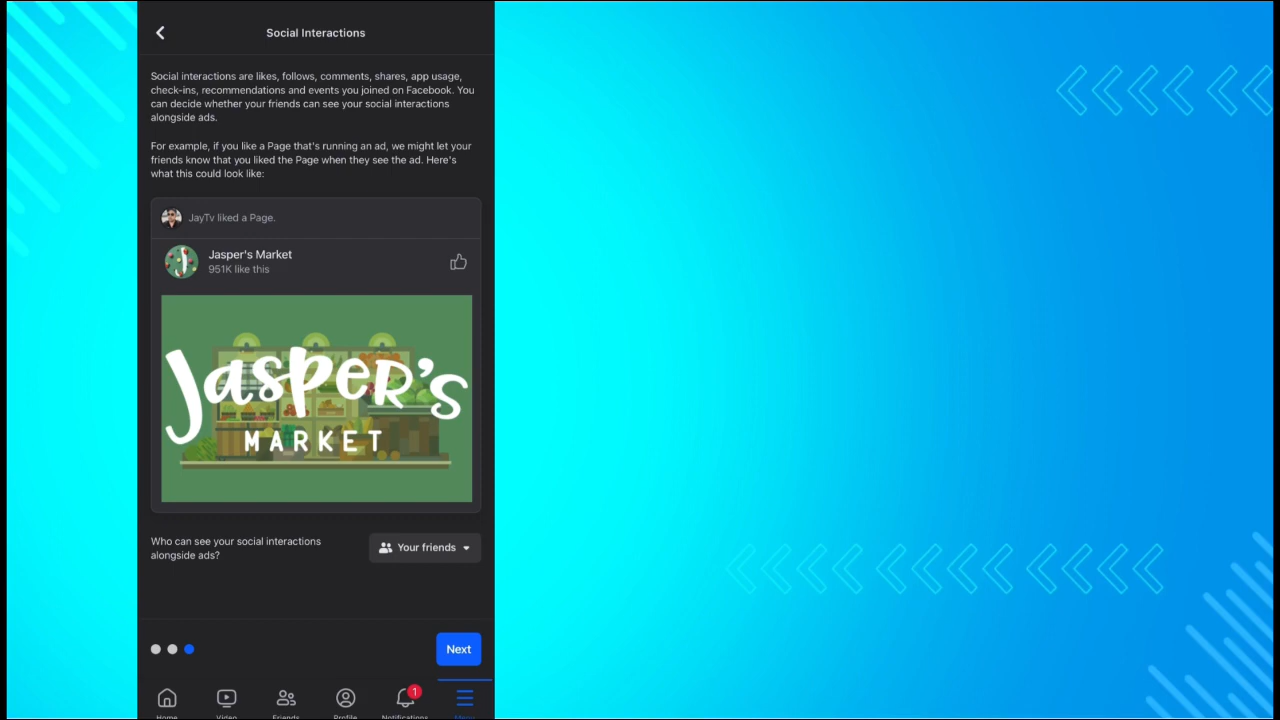 Social Interactions
Social interactions are likes, follows, comments, shares, app usage,
check-ins, recommendations and events you joined on Facebook. You
can decide whether your friends can see your social interactions
alongside ads.
For example, if you like a Page that's running an ad, we might let your
friends know that you liked the Page when they see the ad. Here's
what this could look like:
JayTv liked a Page.
Jasper's Market
951K like this
Jasper's
MARKET
Who can see your social interactions
alongside ads?
Your friends
Next
1
Home Video Friends Profile Notifications Menu